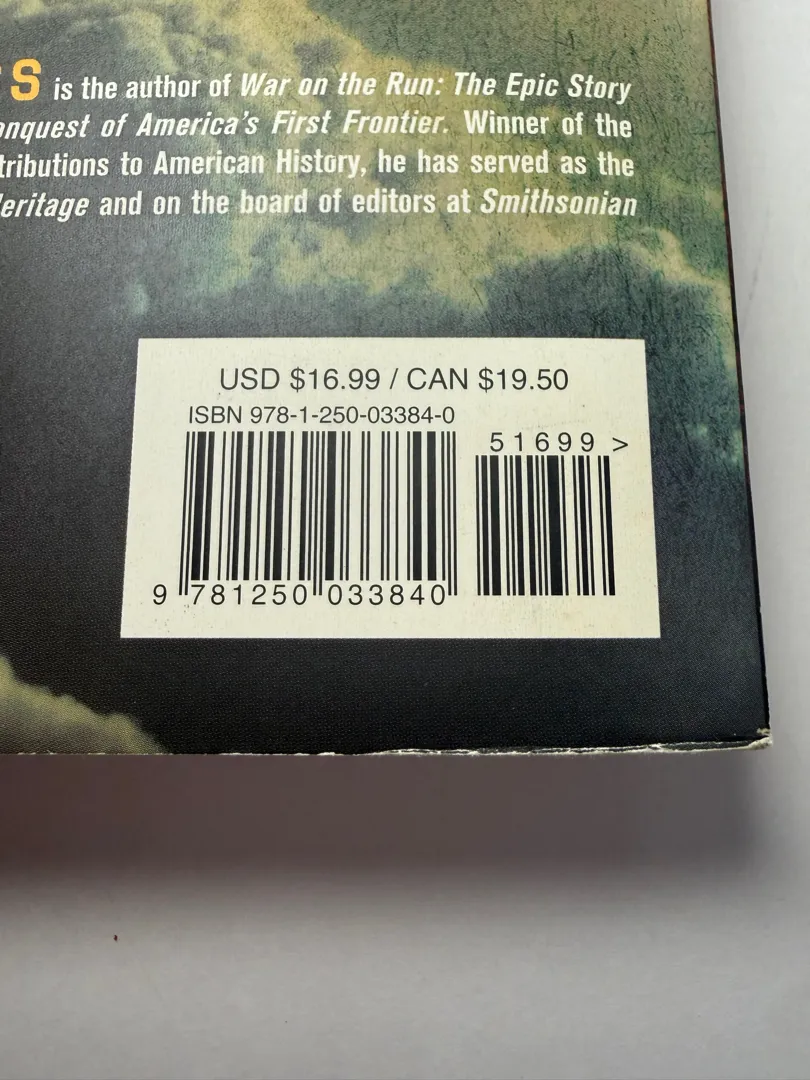 S is the author of War on the Run: The Epic Story
onquest of America's First Frontier. Winner of the
tributions to American History, he has served as the
eritage and on the board of editors at Smithsonian
USD $16.99 / CAN $19.50
ISBN 978-1-250-03384-0
51699 >
9 781250 033840